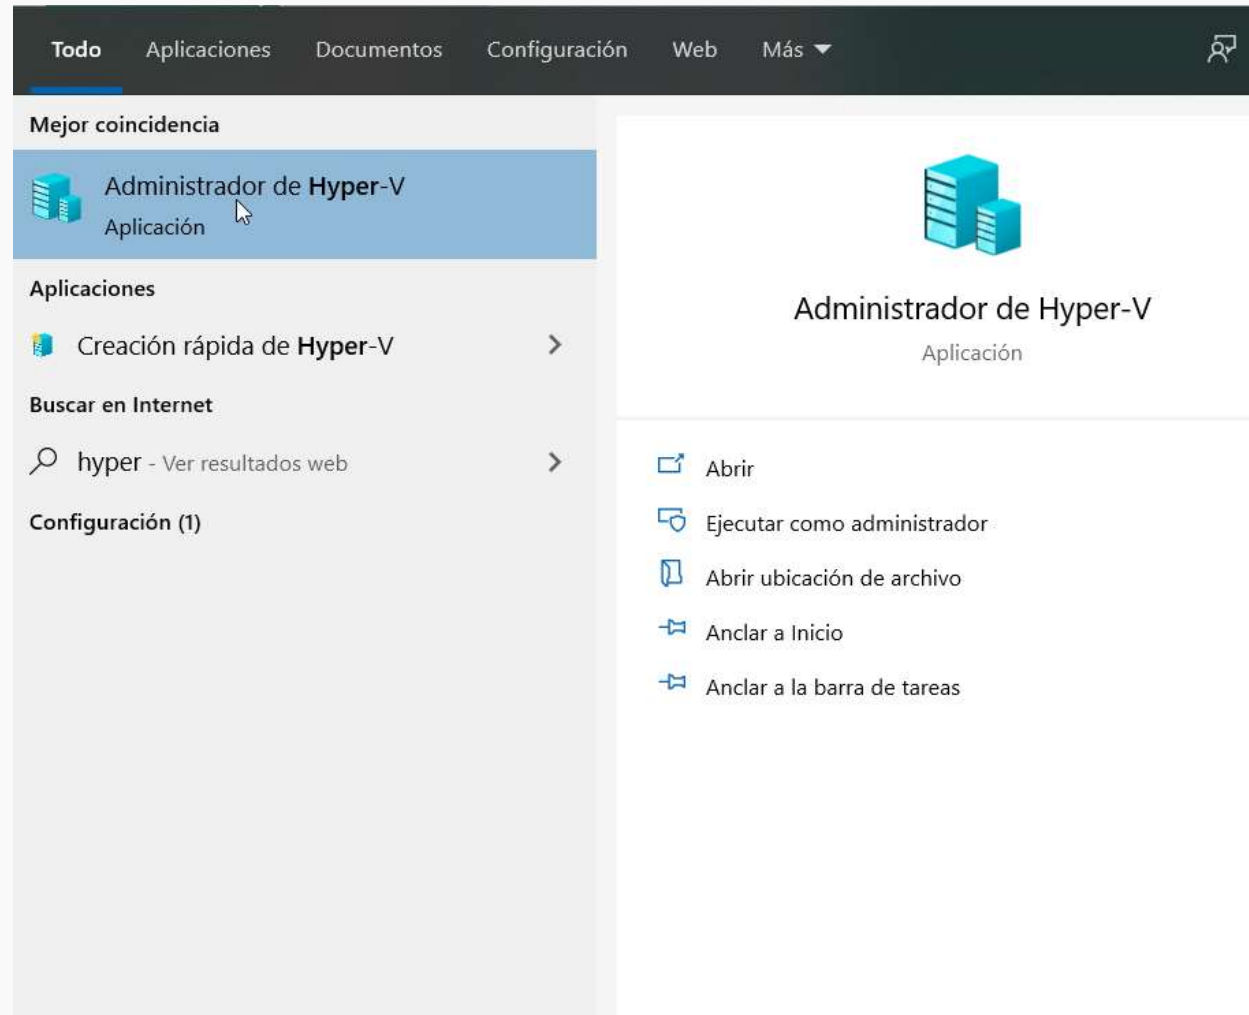 Todo Aplicaciones Documentos Configuración Web Más
Mejor coincidencia
Administrador de Hyper-V
Aplicación
Aplicaciones
Creación rápida de Hyper-V
Buscar en Internet
hyper - Ver resultados web
Configuración (1)
Administrador de Hyper-V
Aplicación
Abrir
Ejecutar como administrador
Abrir ubicación de archivo
Anclar a Inicio
Anclar a la barra de tareas